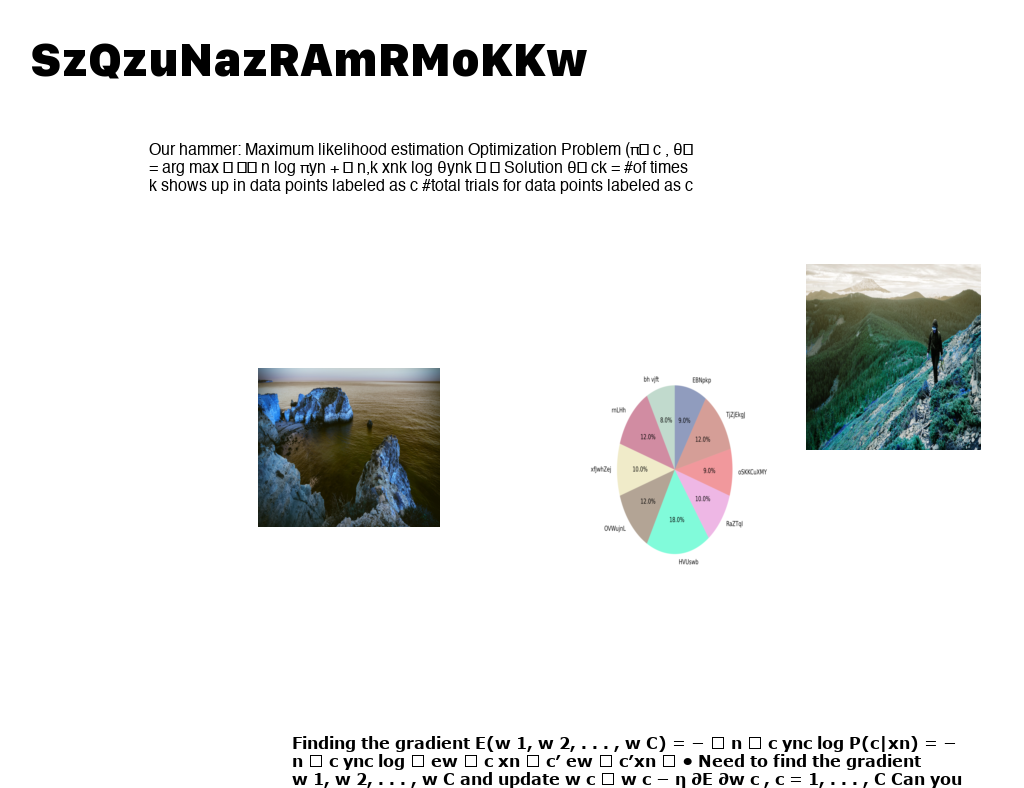 SzQzuNazRAmRMoKKw
Our hammer: Maximum likelihood estimation Optimization Problem (π□ c , θ□
= arg max □ □□ n log πyn + □ n,k xnk log θynk □ □ Solution θ□ ck = #of times
k shows up in data points labeled as c #total trials for data points labeled as c
bh vjft
EBNpkp
mLHh
TjZjEkgJ
8.0%
9.0%
12.0%
12.0%
xfjwhZej
10.0%
9.0%
oSKKCuXMY
12.0%
10.0%
OVWujnL
18.0%
RaZTqI
HVUswb
Finding the gradient E(w 1, w 2, . . . , w C) = − □ n □ c ync log P(c|xn) = −
n □ c ync log □ ew □ c xn □ c′ ew □ c′xn □ • Need to find the gradient
w 1, w 2, . . . , w C and update w c □ w c − η ∂E ∂w c , c = 1, . . . , C Can you